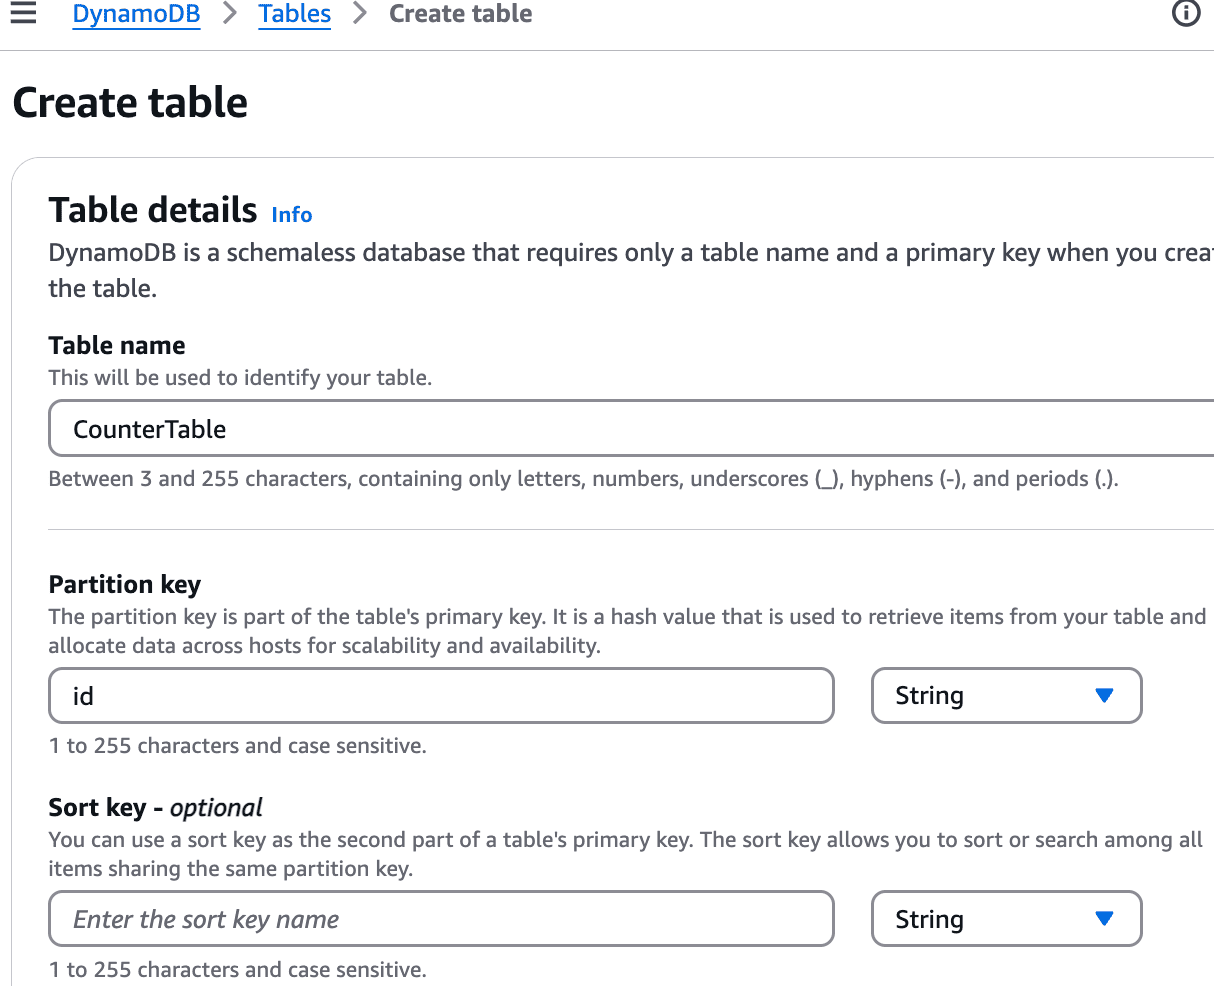 DynamoDB > Tables > Create table
Create table
Table details Info
DynamoDB is a schemaless database that requires only a table name and a primary key when you crea
the table.
Table name
This will be used to identify your table.
CounterTable
Between 3 and 255 characters, containing only letters, numbers, underscores (_), hyphens (-), and periods (.).
Partition key
The partition key is part of the table's primary key. It is a hash value that is used to retrieve items from your table and
allocate data across hosts for scalability and availability.
id String
1 to 255 characters and case sensitive.
Sort key - optional
You can use a sort key as the second part of a table's primary key. The sort key allows you to sort or search among all
items sharing the same partition key.
Enter the sort key name String
1 to 255 characters and case sensitive.